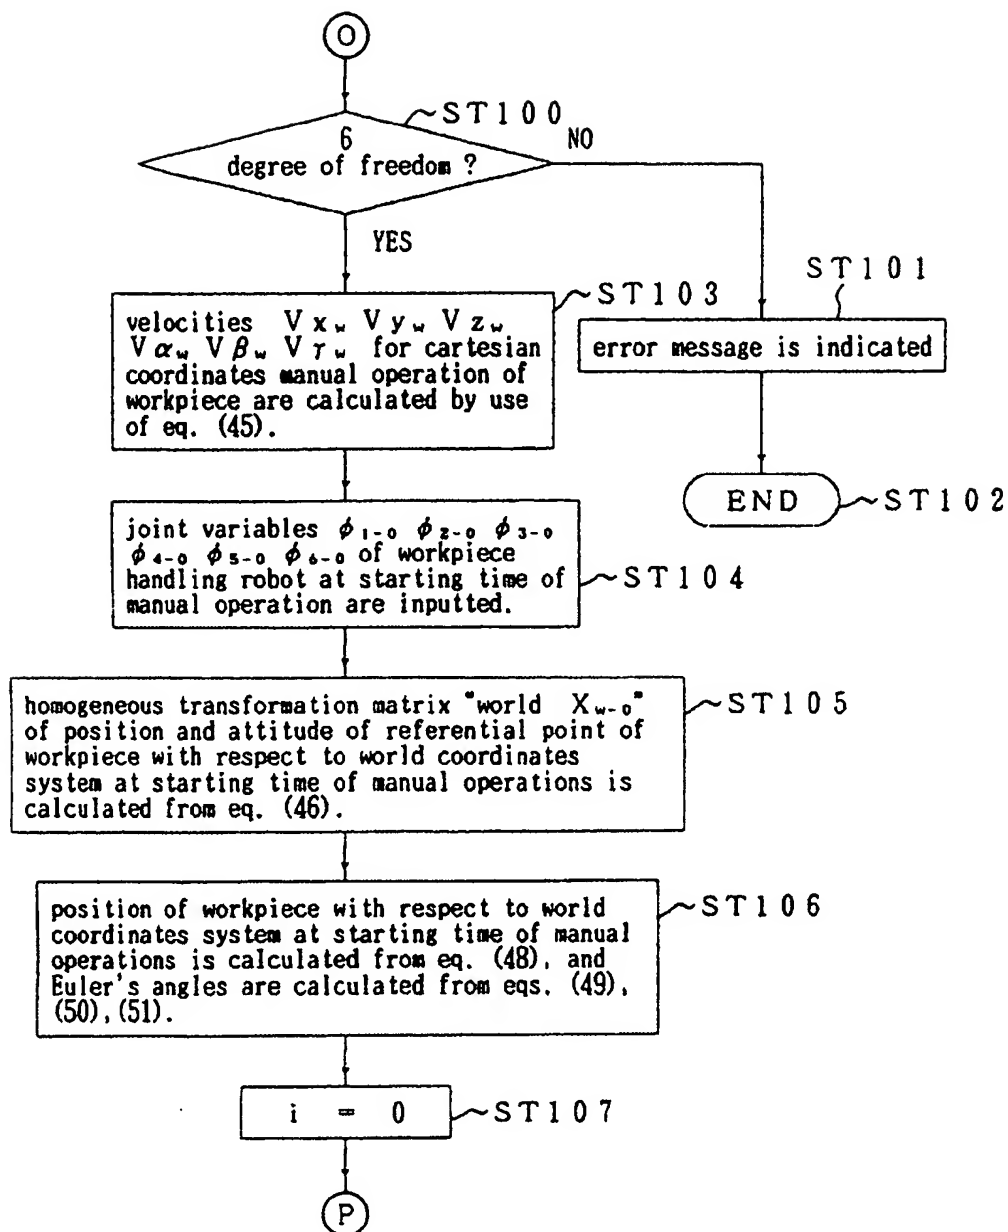 O
ST100
6
degree of freedom ?
NO
YES
ST101
error message is indicated
END
ST102
ST103
velocities Vxw Vyw Vzw
Vαw Vβw Vγw for cartesian
coordinates manual operation of
workpiece are calculated by use
of eq. (45).
joint variables φ1-0 φ2-0 φ3-0
φ4-0 φ5-0 φ6-0 of workpiece
handling robot at starting time of
manual operation are inputted.
ST104
homogeneous transformation matrix "world Xw-0"
of position and attitude of referential point of
workpiece with respect to world coordinates
system at starting time of manual operations is
calculated from eq. (46).
ST105
position of workpiece with respect to world
coordinates system at starting time of manual
operations is calculated from eq. (48), and
Euler's angles are calculated from eqs. (49),
(50), (51).
ST106
i = 0
ST107
P